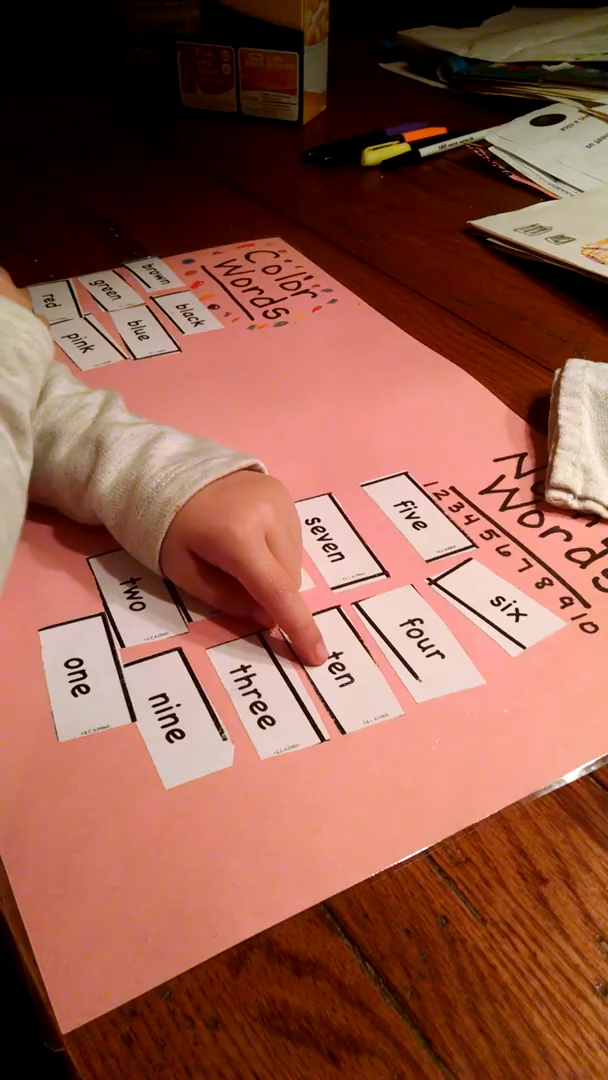 Color
Words
brown
green
red
black
blue
pink
Words
1 2 3 4 5 6 7 8 9 10
five
seven
six
two
four
one
ten
three
nine